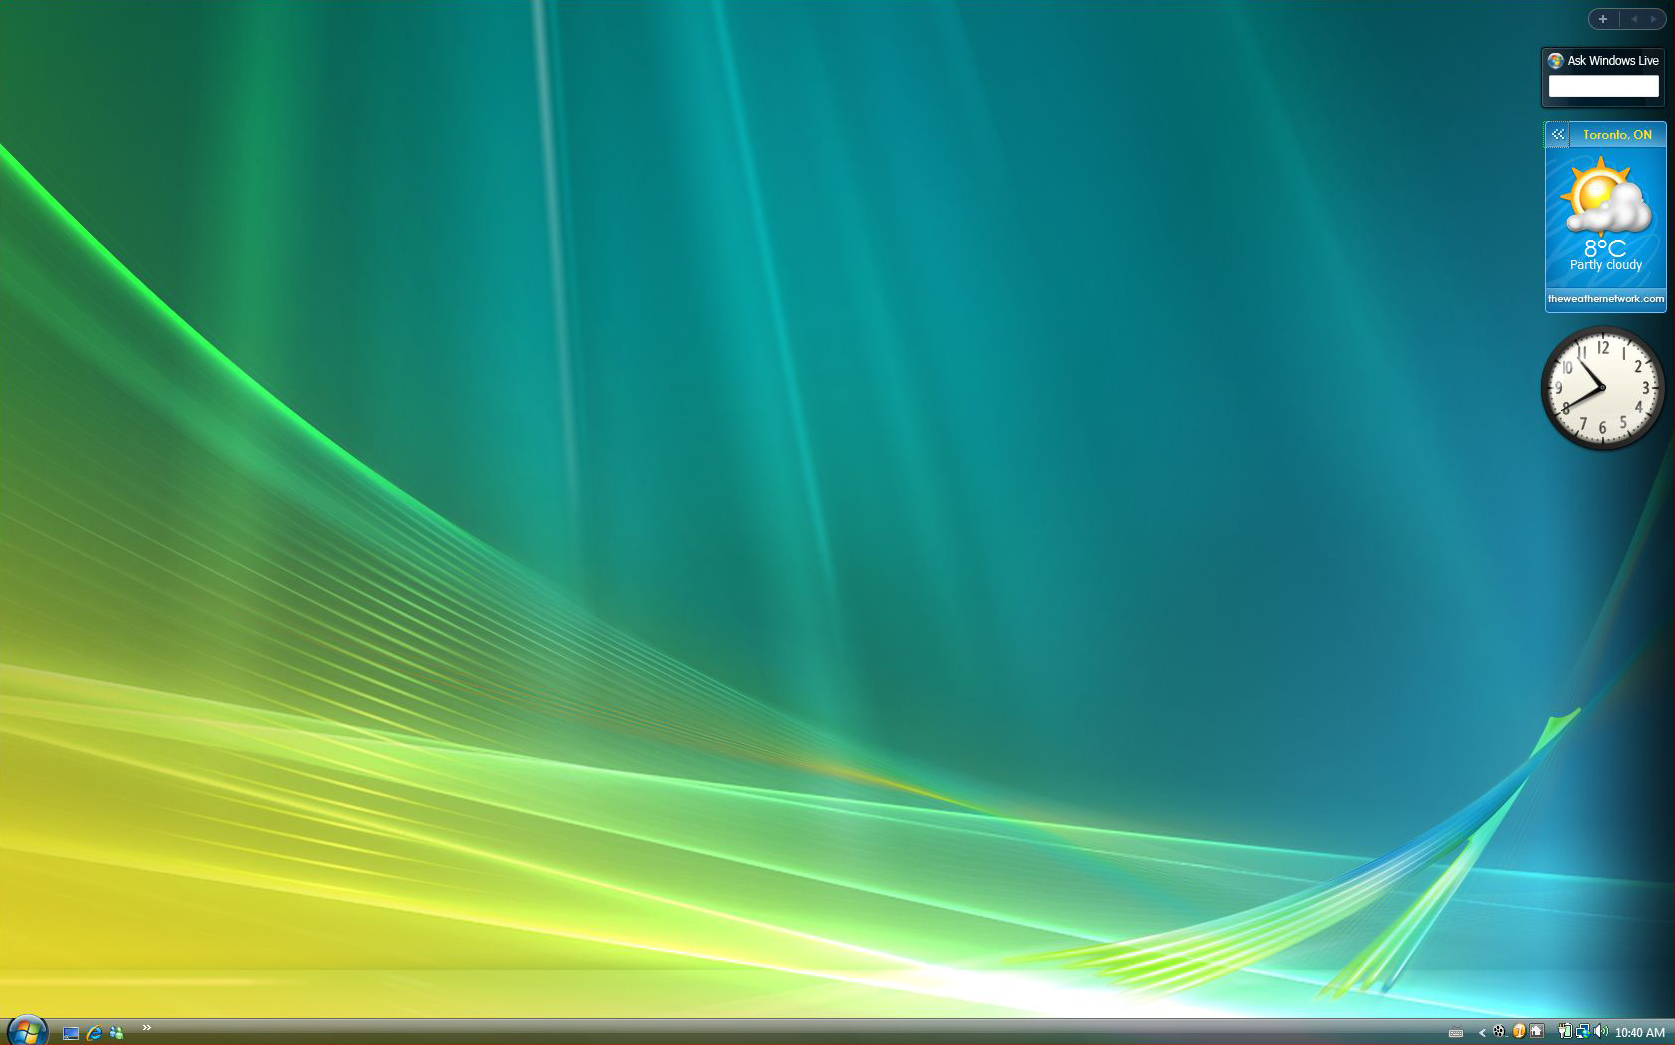 Ask Windows Live
Toronto, ON
8°C
Partly cloudy
theweathernetwork.com
12
11 1
10 2
9 3
8 4
7 5
6
10:40 AM